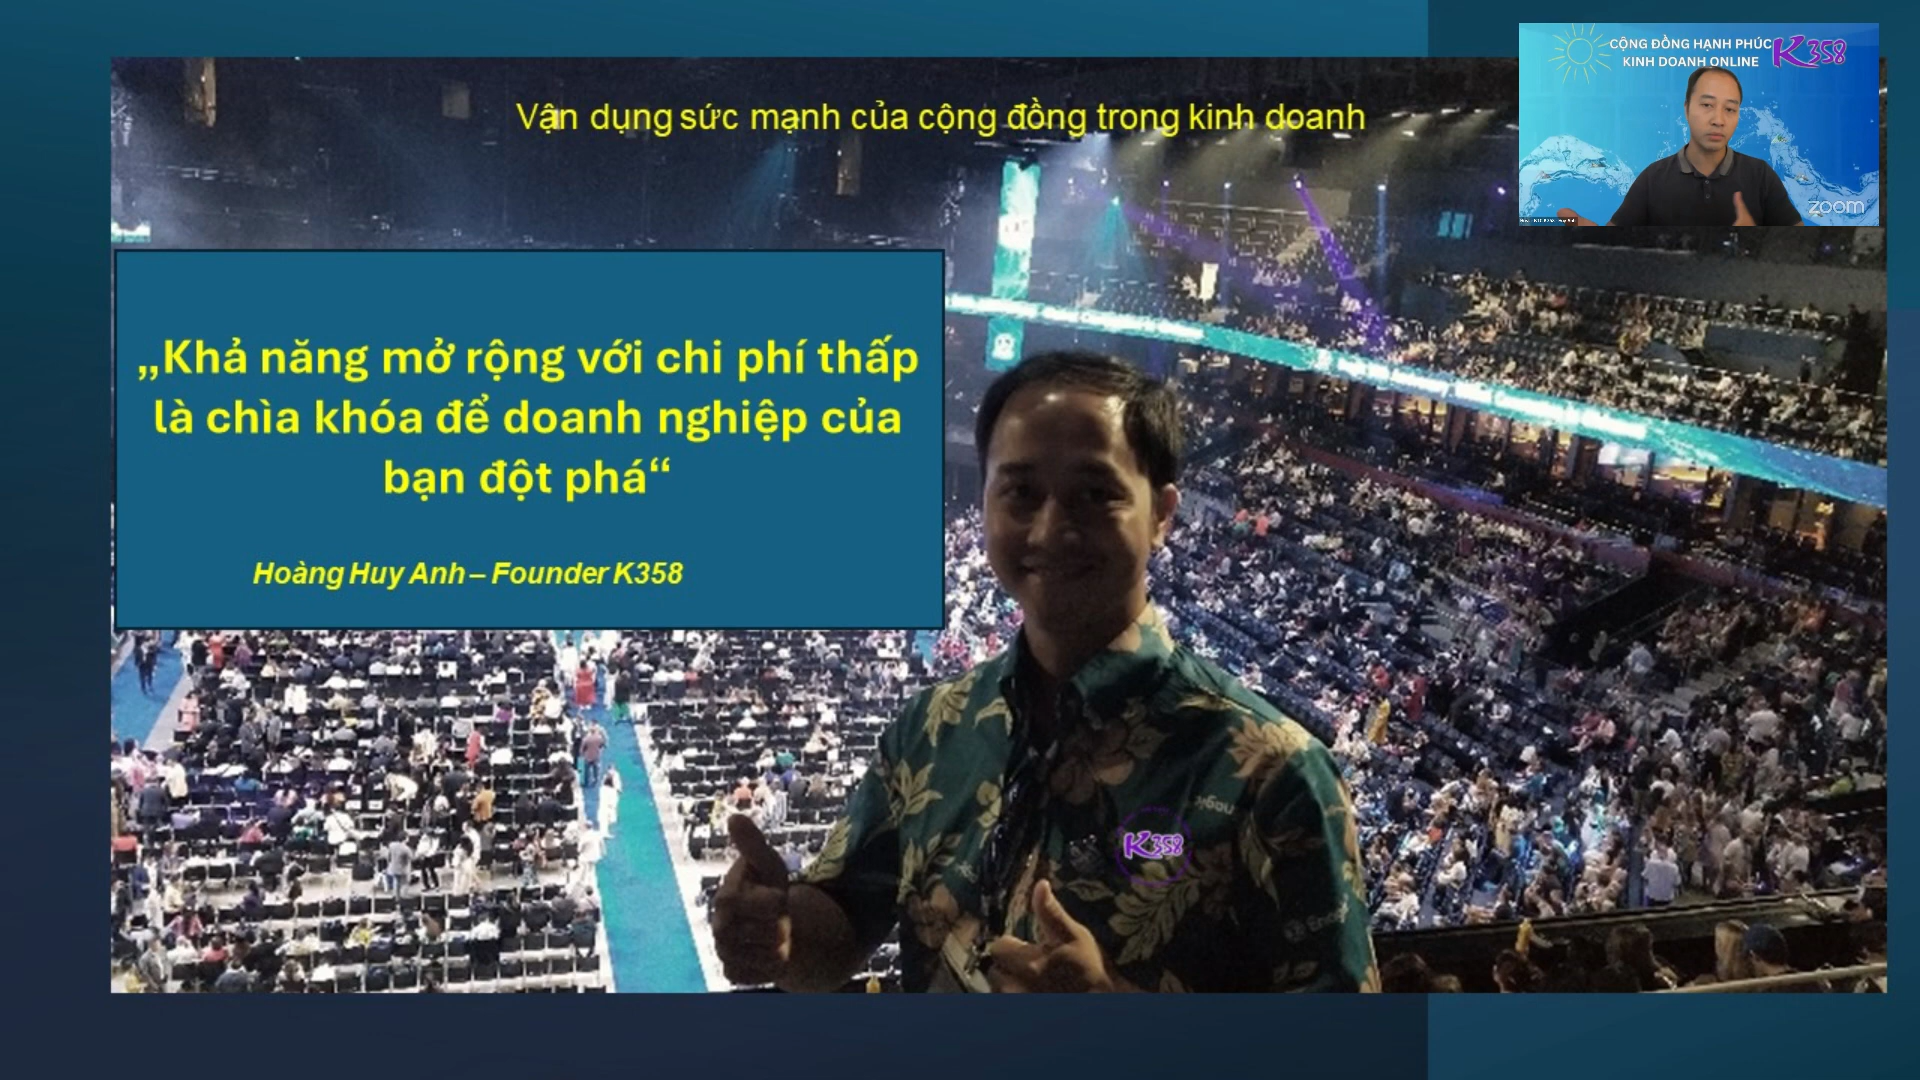 Vận dụng sức mạnh của cộng đồng trong kinh doanh
CỘNG ĐỒNG HẠNH PHÚC
KINH DOANH ONLINE
K358
zoom
„Khả năng mở rộng với chi phí thấp
là chìa khóa để doanh nghiệp của
bạn đột phá“
Hoàng Huy Anh – Founder K358
K358